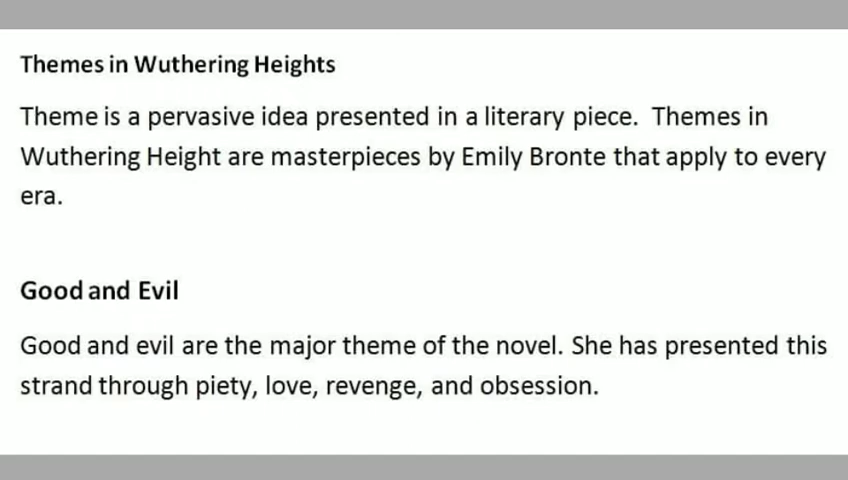 Themes in Wuthering Heights
Theme is a pervasive idea presented in a literary piece. Themes in
Wuthering Height are masterpieces by Emily Bronte that apply to every
era.
Good and Evil
Good and evil are the major theme of the novel. She has presented this
strand through piety, love, revenge, and obsession.